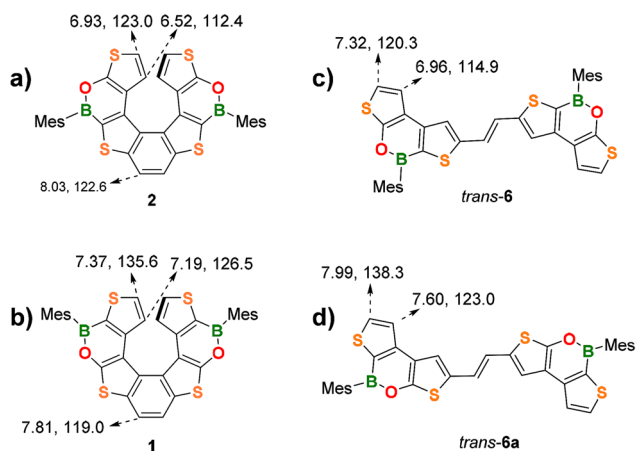 6.93, 123.0 6.52, 112.4
a)
S S
O O
B B
Mes Mes
S S
8.03, 122.6
2
7.32, 120.3
c) 6.96, 114.9
Mes
S B
S O
O B S S
Mes
trans-6
7.37, 135.6 7.19, 126.5
b)
S S
Mes Mes
B B
O O
S S
7.81, 119.0
1
7.99, 138.3
d) 7.60, 123.0
S S O B Mes
Mes B O S S
trans-6a